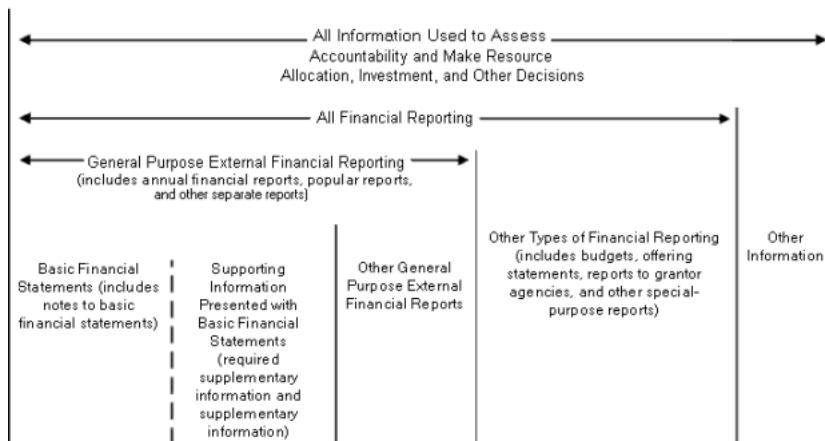 All Information Used to Assess
Accountability and Make Resource
Allocation, Investment, and Other Decisions
All Financial Reporting
General Purpose External Financial Reporting
(includes annual financial reports, popular reports,
and other separate reports)
Basic Financial
Statements (includes
notes to basic
financial statements)
Supporting
Information
Presented with
Basic Financial
Statements
(required
supplementary
information and
supplementary
information)
Other General
Purpose External
Financial Reports
Other Types of Financial Reporting
(includes budgets, offering
statements, reports to grantor
agencies, and other special-
purpose reports)
Other
Information